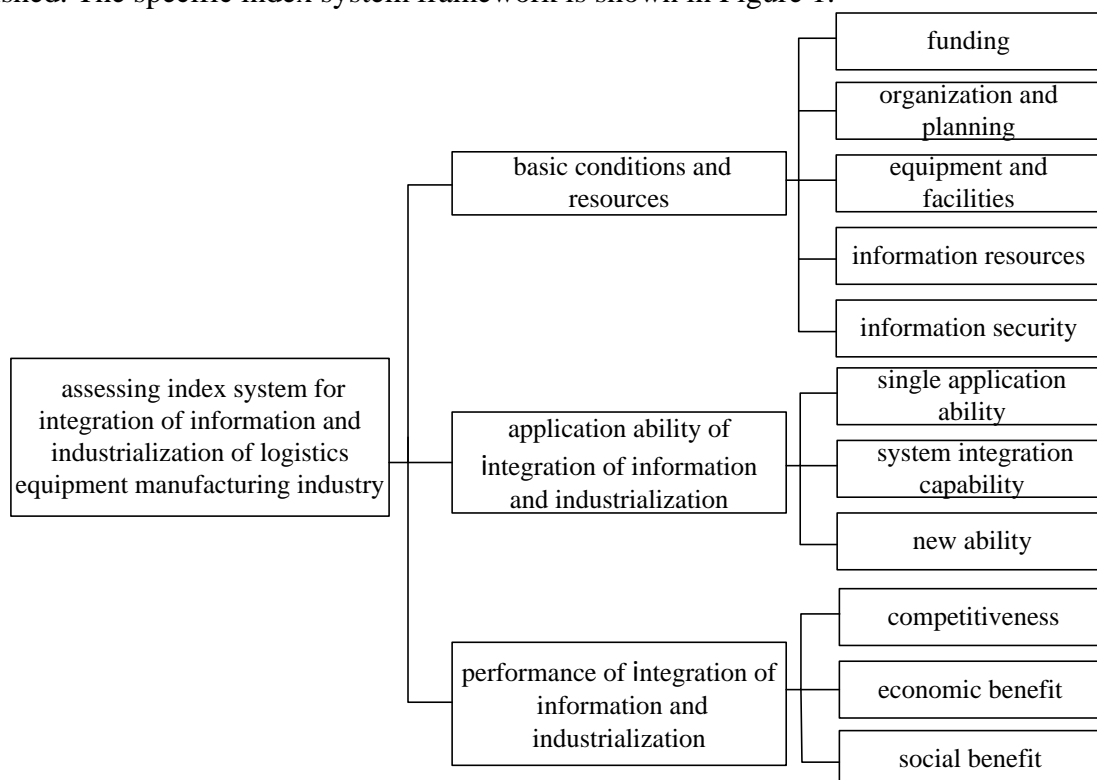 shed. The specific index system framework is shown in Figure 1.
funding
organization and
planning
basic conditions and
resources
equipment and
facilities
information resources
information security
assessing index system for
integration of information and
industrialization of logistics
equipment manufacturing industry
application ability of
integration of information
and industrialization
single application
ability
system integration
capability
new ability
performance of integration of
information and
industrialization
competitiveness
economic benefit
social benefit